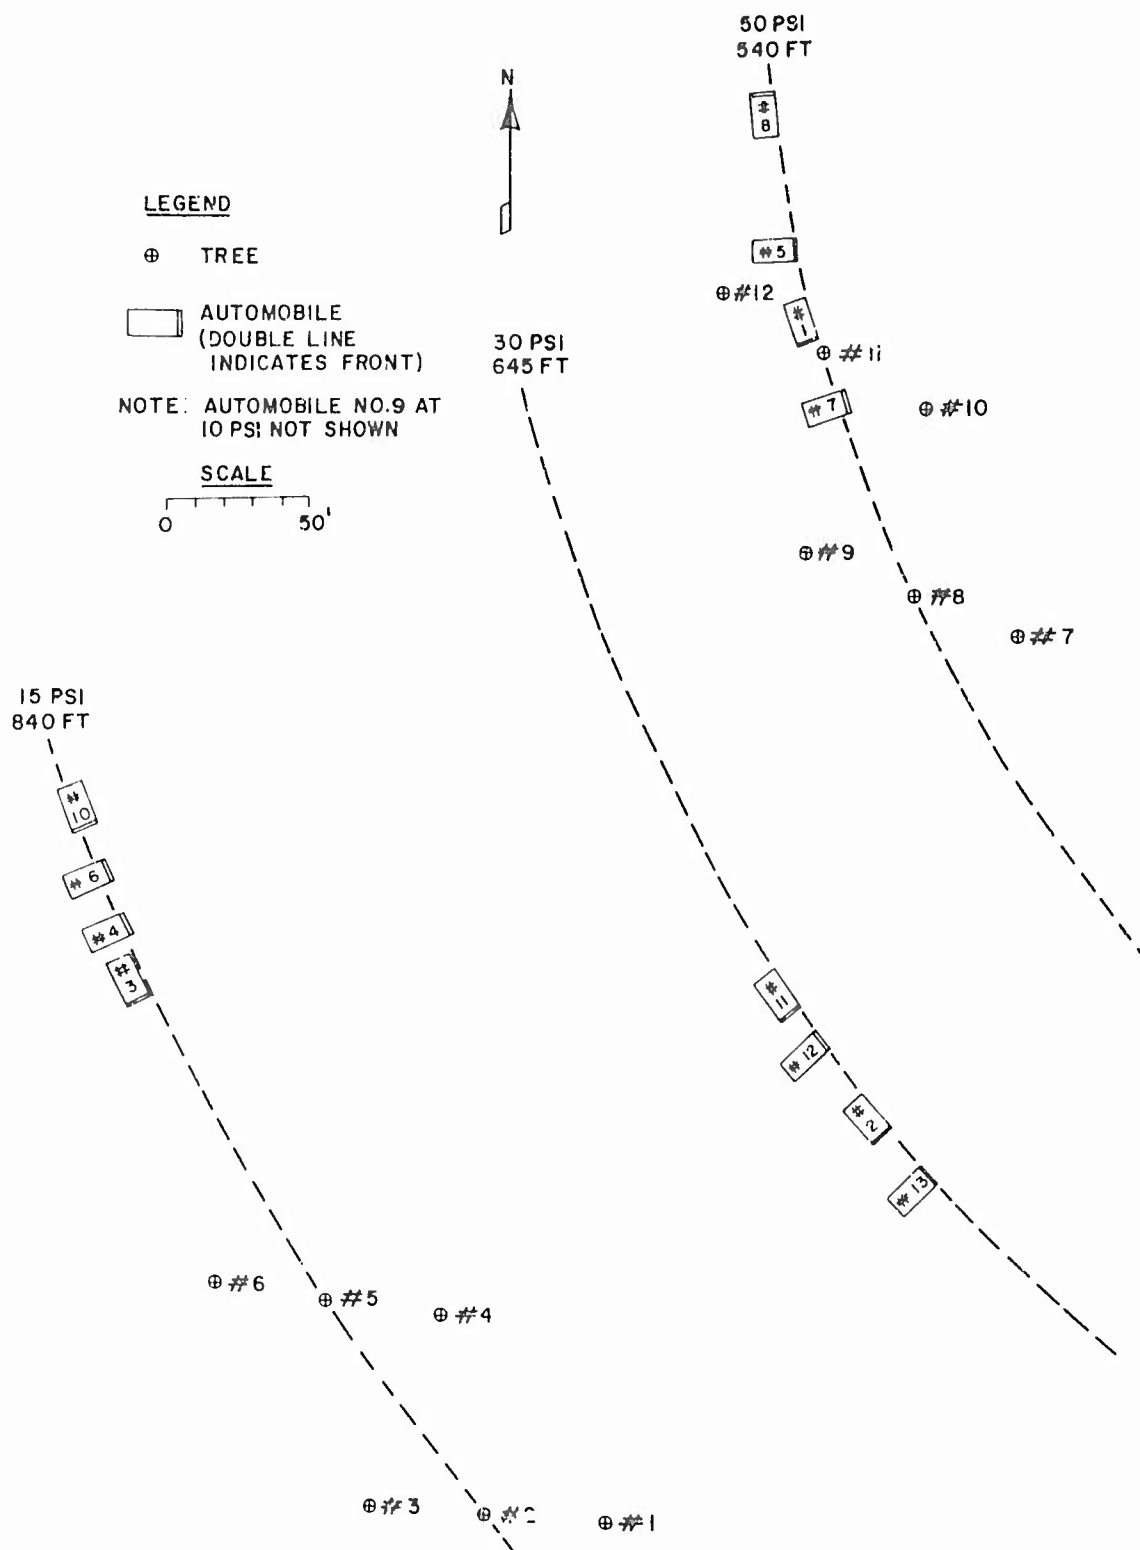 50 PSI
540 FT
N
#
8
LEGEND
TREE
#5
#12
AUTOMOBILE
(DOUBLE LINE
INDICATES FRONT)
#
1
30 PSI
645 FT
#11
NOTE: AUTOMOBILE NO.9 AT
10 PSI NOT SHOWN
#7
#10
SCALE
0
50'
#9
#8
#7
15 PSI
840 FT
#
10
#6
#4
#
3
#
11
#12
#
2
#13
#6
#5
#4
#3
#2
#1